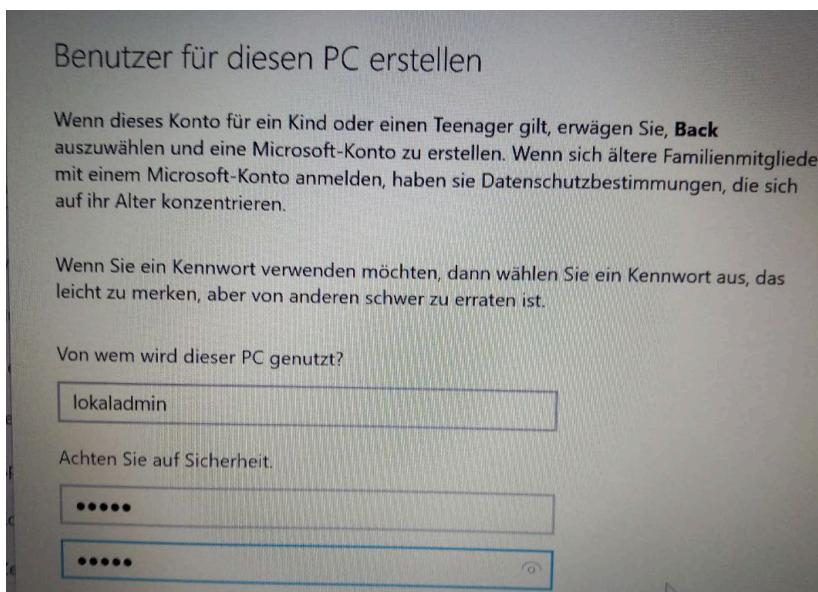 Benutzer für diesen PC erstellen
Wenn dieses Konto für ein Kind oder einen Teenager gilt, erwägen Sie, Back
auszuwählen und eine Microsoft-Konto zu erstellen. Wenn sich ältere Familienmitgliede
mit einem Microsoft-Konto anmelden, haben sie Datenschutzbestimmungen, die sich
auf ihr Alter konzentrieren.
Wenn Sie ein Kennwort verwenden möchten, dann wählen Sie ein Kennwort aus, das
leicht zu merken, aber von anderen schwer zu erraten ist.
Von wem wird dieser PC genutzt?
lokaladmin
Achten Sie auf Sicherheit.
•••••
•••••